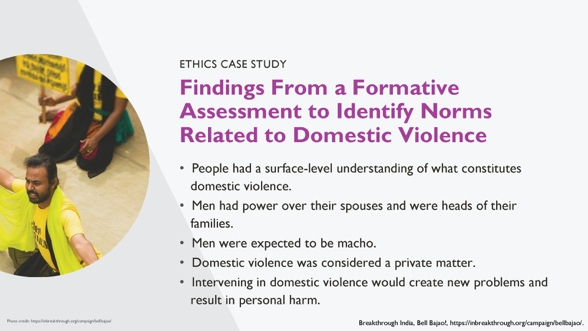 ETHICS CASE STUDY
Findings From a Formative
Assessment to Identify Norms
Related to Domestic Violence
• People had a surface-level understanding of what constitutes
domestic violence.
• Men had power over their spouses and were heads of their
families.
• Men were expected to be macho.
• Domestic violence was considered a private matter.
• Intervening in domestic violence would create new problems and
result in personal harm.
Photo credit: https://inbreakthrough.org/campaign/bellbajao/
Breakthrough India, Bell Bajao!, https://inbreakthrough.org/campaign/bellbajao/.